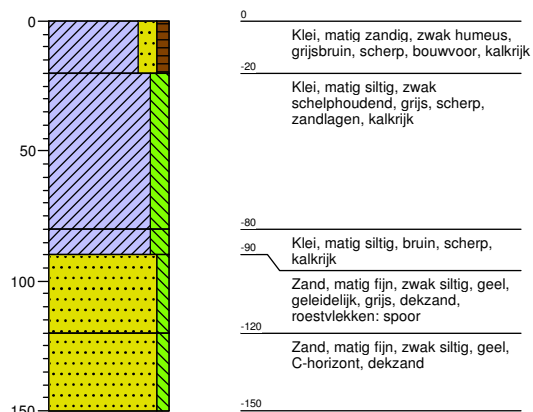 0
50
100
150
0
Klei, matig zandig, zwak humeus,
grijsbruin, scherp, bouwvoor, kalkrijk
-20
Klei, matig siltig, zwak
schelphoudend, grijs, scherp,
zandlagen, kalkrijk
-80
Klei, matig siltig, bruin, scherp,
kalkrijk
-90
Zand, matig fijn, zwak siltig, geel,
geleidelijk, grijs, dekzand,
roestvlekken: spoor
-120
Zand, matig fijn, zwak siltig, geel,
C-horizont, dekzand
-150